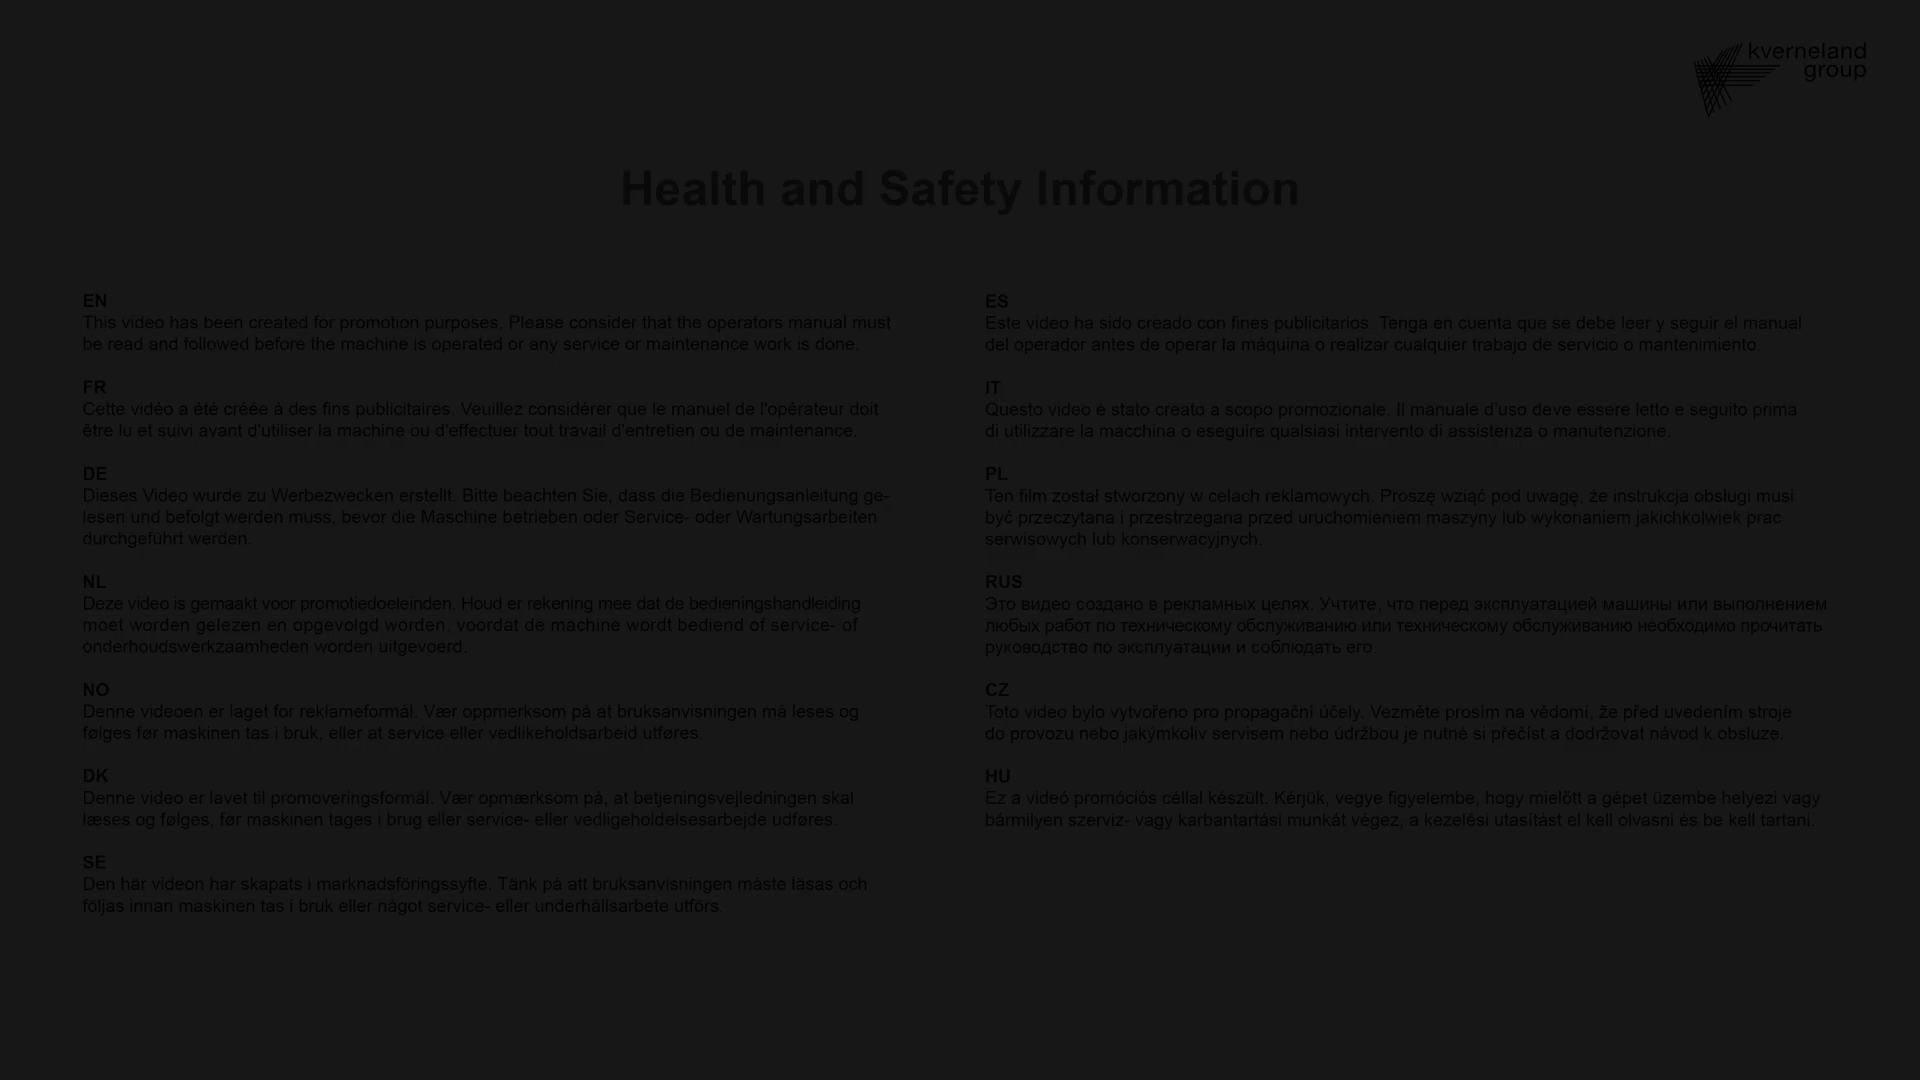 kverneland
group
Health and Safety Information
EN
This video has been created for promotion purposes. Please consider that the operators manual must
be read and followed before the machine is operated or any service or maintenance work is done.
FR
Cette vidéo a été créée à des fins publicitaires. Veuillez considérer que le manuel de l'opérateur doit
être lu et suivi avant d'utiliser la machine ou d'effectuer tout travail d'entretien ou de maintenance.
DE
Dieses Video wurde zu Werbezwecken erstellt. Bitte beachten Sie, dass die Bedienungsanleitung ge-
lesen und befolgt werden muss, bevor die Maschine betrieben oder Service- oder Wartungsarbeiten
durchgeführt werden.
NL
Deze video is gemaakt voor promotiedoeleinden. Houd er rekening mee dat de bedieningshandleiding
moet worden gelezen en opgevolgd worden, voordat de machine wordt bediend of service- of
onderhoudswerkzaamheden worden uitgevoerd.
NO
Denne videoen er laget for reklameformål. Vær oppmerksom på at bruksanvisningen må leses og
følges før maskinen tas i bruk, eller at service eller vedlikeholdsarbeid utføres.
DK
Denne video er lavet til promoveringsformål. Vær opmærksom på, at betjeningsvejledningen skal
læses og følges, før maskinen tages i brug eller service- eller vedligeholdelsesarbejde udføres.
SE
Den här videon har skapats i marknadsföringssyfte. Tänk på att bruksanvisningen måste läsas och
följas innan maskinen tas i bruk eller något service- eller underhållsarbete utförs.
ES
Este video ha sido creado con fines publicitarios. Tenga en cuenta que se debe leer y seguir el manual
del operador antes de operar la máquina o realizar cualquier trabajo de servicio o mantenimiento.
IT
Questo video è stato creato a scopo promozionale. Il manuale d'uso deve essere letto e seguito prima
di utilizzare la macchina o eseguire qualsiasi intervento di assistenza o manutenzione.
PL
Ten film został stworzony w celach reklamowych. Proszę wziąć pod uwagę, że instrukcja obsługi musi
być przeczytana i przestrzegana przed uruchomieniem maszyny lub wykonaniem jakichkolwiek prac
serwisowych lub konserwacyjnych.
RUS
Это видео создано в рекламных целях. Учтите, что перед эксплуатацией машины или выполнением
любых работ по техническому обслуживанию или техническому обслуживанию необходимо прочитать
руководство по эксплуатации и соблюдать его.
CZ
Toto video bylo vytvořeno pro propagační účely. Vezměte prosím na vědomí, že před uvedením stroje
do provozu nebo jakýmkoliv servisem nebo údržbou je nutné si přečíst a dodržovat návod k obsluze.
HU
Ez a videó promóciós céllal készült. Kérjük, vegye figyelembe, hogy mielőtt a gépet üzembe helyezi vagy
bármilyen szerviz- vagy karbantartási munkát végez, a kezelési utasítást el kell olvasni és be kell tartani.